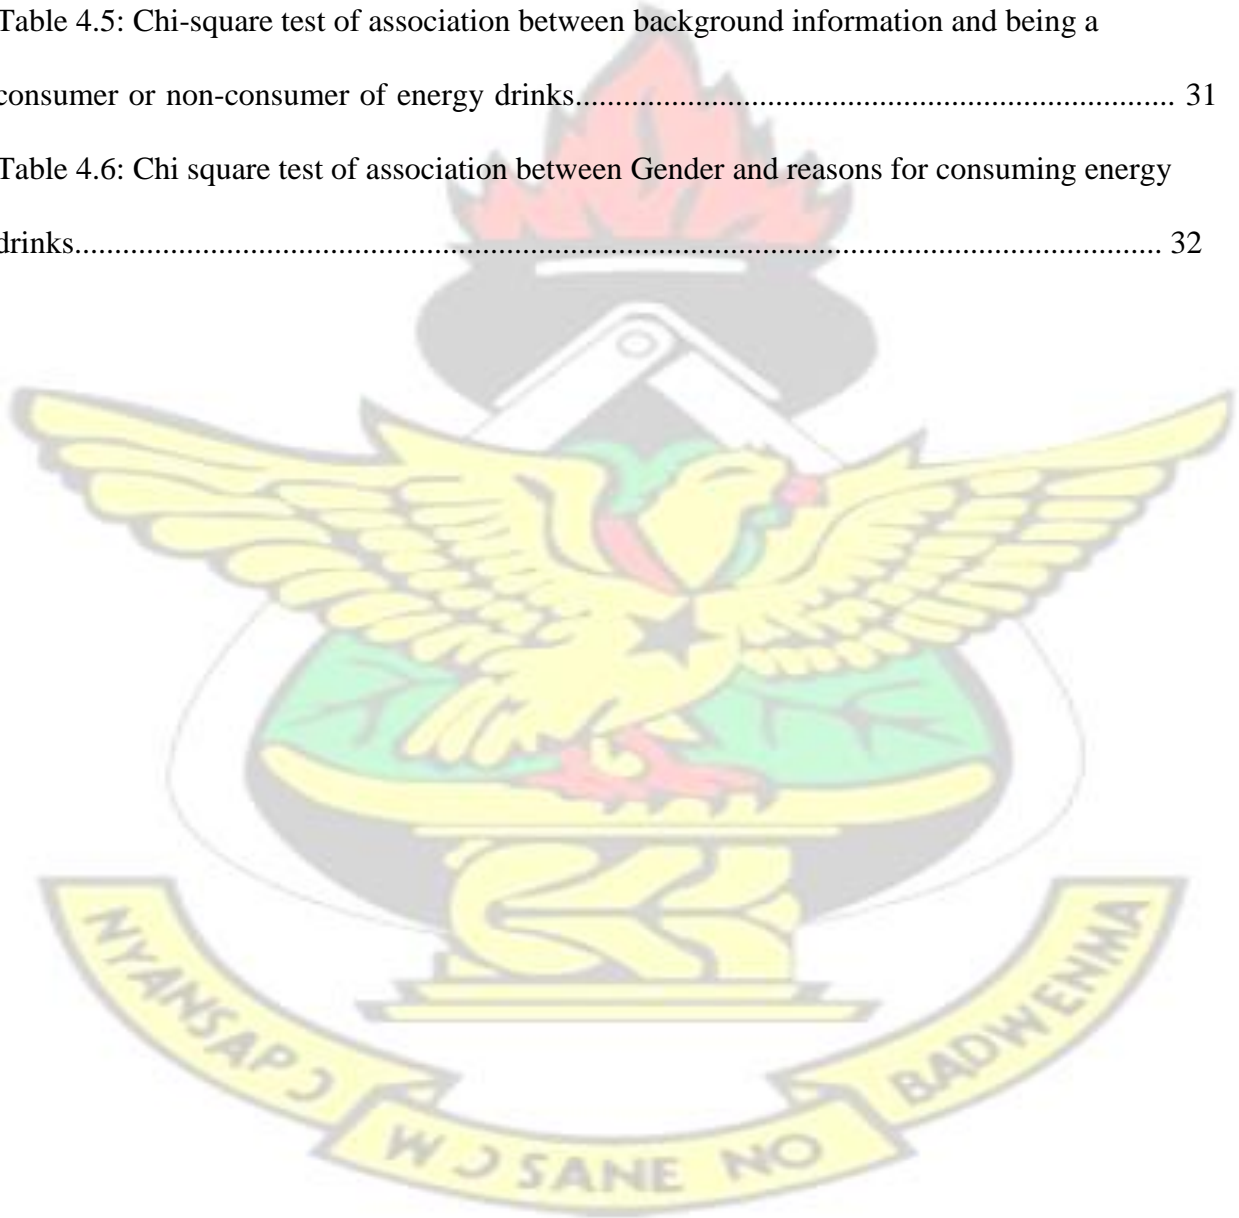 Table 4.5: Chi-square test of association between background information and being a
consumer or non-consumer of energy drinks.......................................................................... 31
Table 4.6: Chi square test of association between Gender and reasons for consuming energy
drinks........................................................................................................................................ 32
NYANSAPƆ
WƆSANE NO
BADWENMA